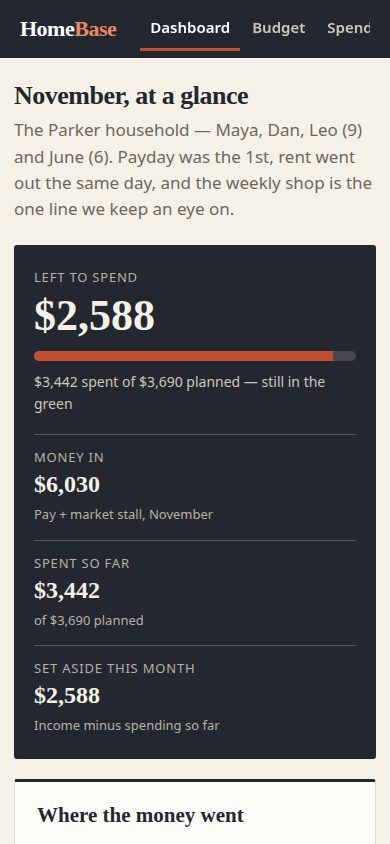 HomeBase Dashboard Budget Spend
November, at a glance
The Parker household — Maya, Dan, Leo (9)
and June (6). Payday was the 1st, rent went
out the same day, and the weekly shop is the
one line we keep an eye on.
LEFT TO SPEND
$2,588
$3,442 spent of $3,690 planned — still in the
green
MONEY IN
$6,030
Pay + market stall, November
SPENT SO FAR
$3,442
of $3,690 planned
SET ASIDE THIS MONTH
$2,588
Income minus spending so far
Where the money went